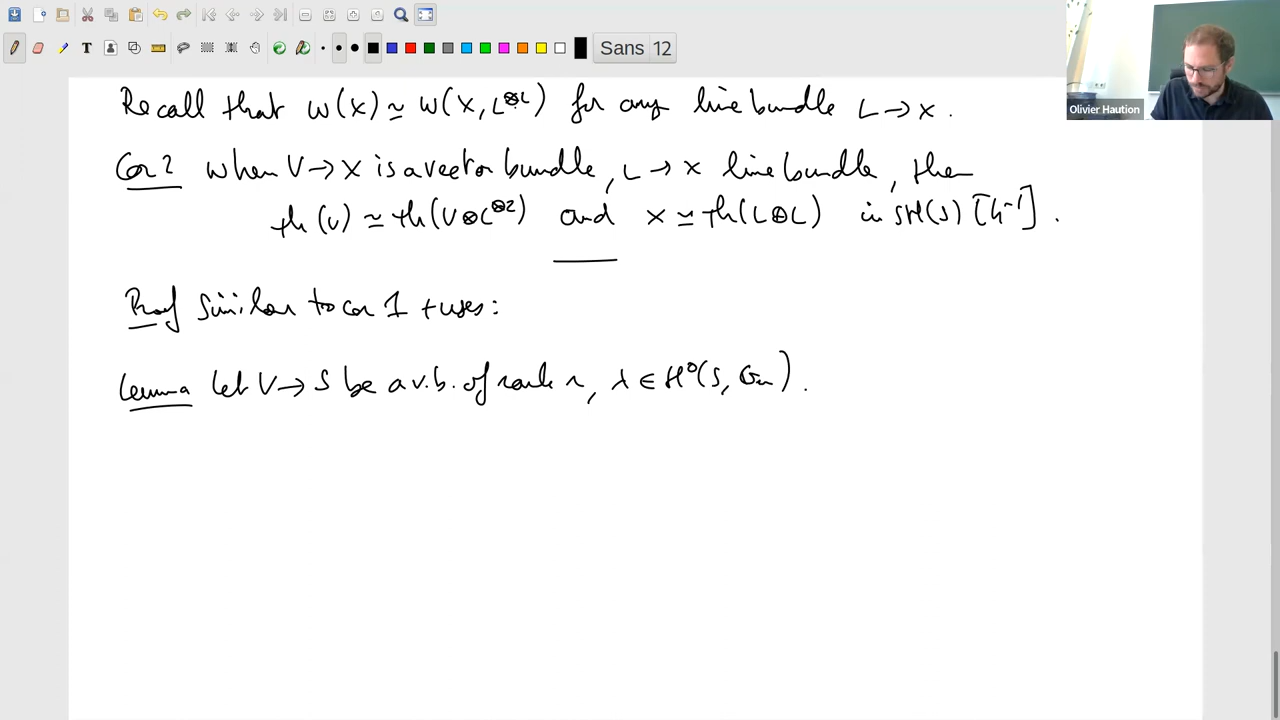 Sans 12
Olivier Haution
Recall that W(X) ≃ W(X, L^{⊗2}) for any line bundle L → X.
Cor 2 when V → X is a vector bundle, L → X line bundle, then
Th(V) ≃ Th(V⊗L^{⊗2}) and X ≃ Th(L⊕L) in SH(S)[η^{-1}].
Proof Similar to cor 1 + uses:
Lemma let V → S be a v.b. of rank r, λ ∈ H^0(S, G_m).